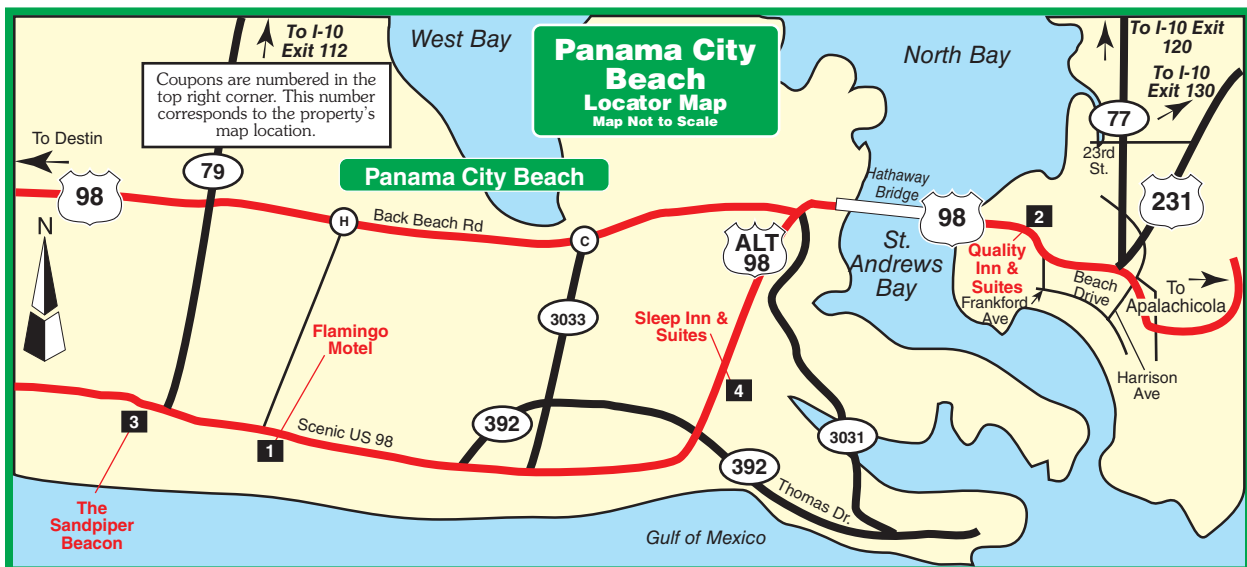 To I-10
Exit 112
West Bay
Panama City
Beach
Locator Map
Map Not to Scale
North Bay
To I-10 Exit
120
To I-10
Exit 130
Coupons are numbered in the
top right corner. This number
corresponds to the property's
map location.
To Destin
79
77
23rd
St.
Panama City Beach
Hathaway
Bridge
98
H
Back Beach Rd
C
ALT
98
98
2
231
N
St.
Andrews
Bay
Quality
Inn &
Suites
Beach
Drive
To
Apalachicola
Frankford
Ave
3033
Flamingo
Motel
Sleep Inn &
Suites
Harrison
Ave
4
3
1
Scenic US 98
392
3031
392
Thomas Dr.
The
Sandpiper
Beacon
Gulf of Mexico